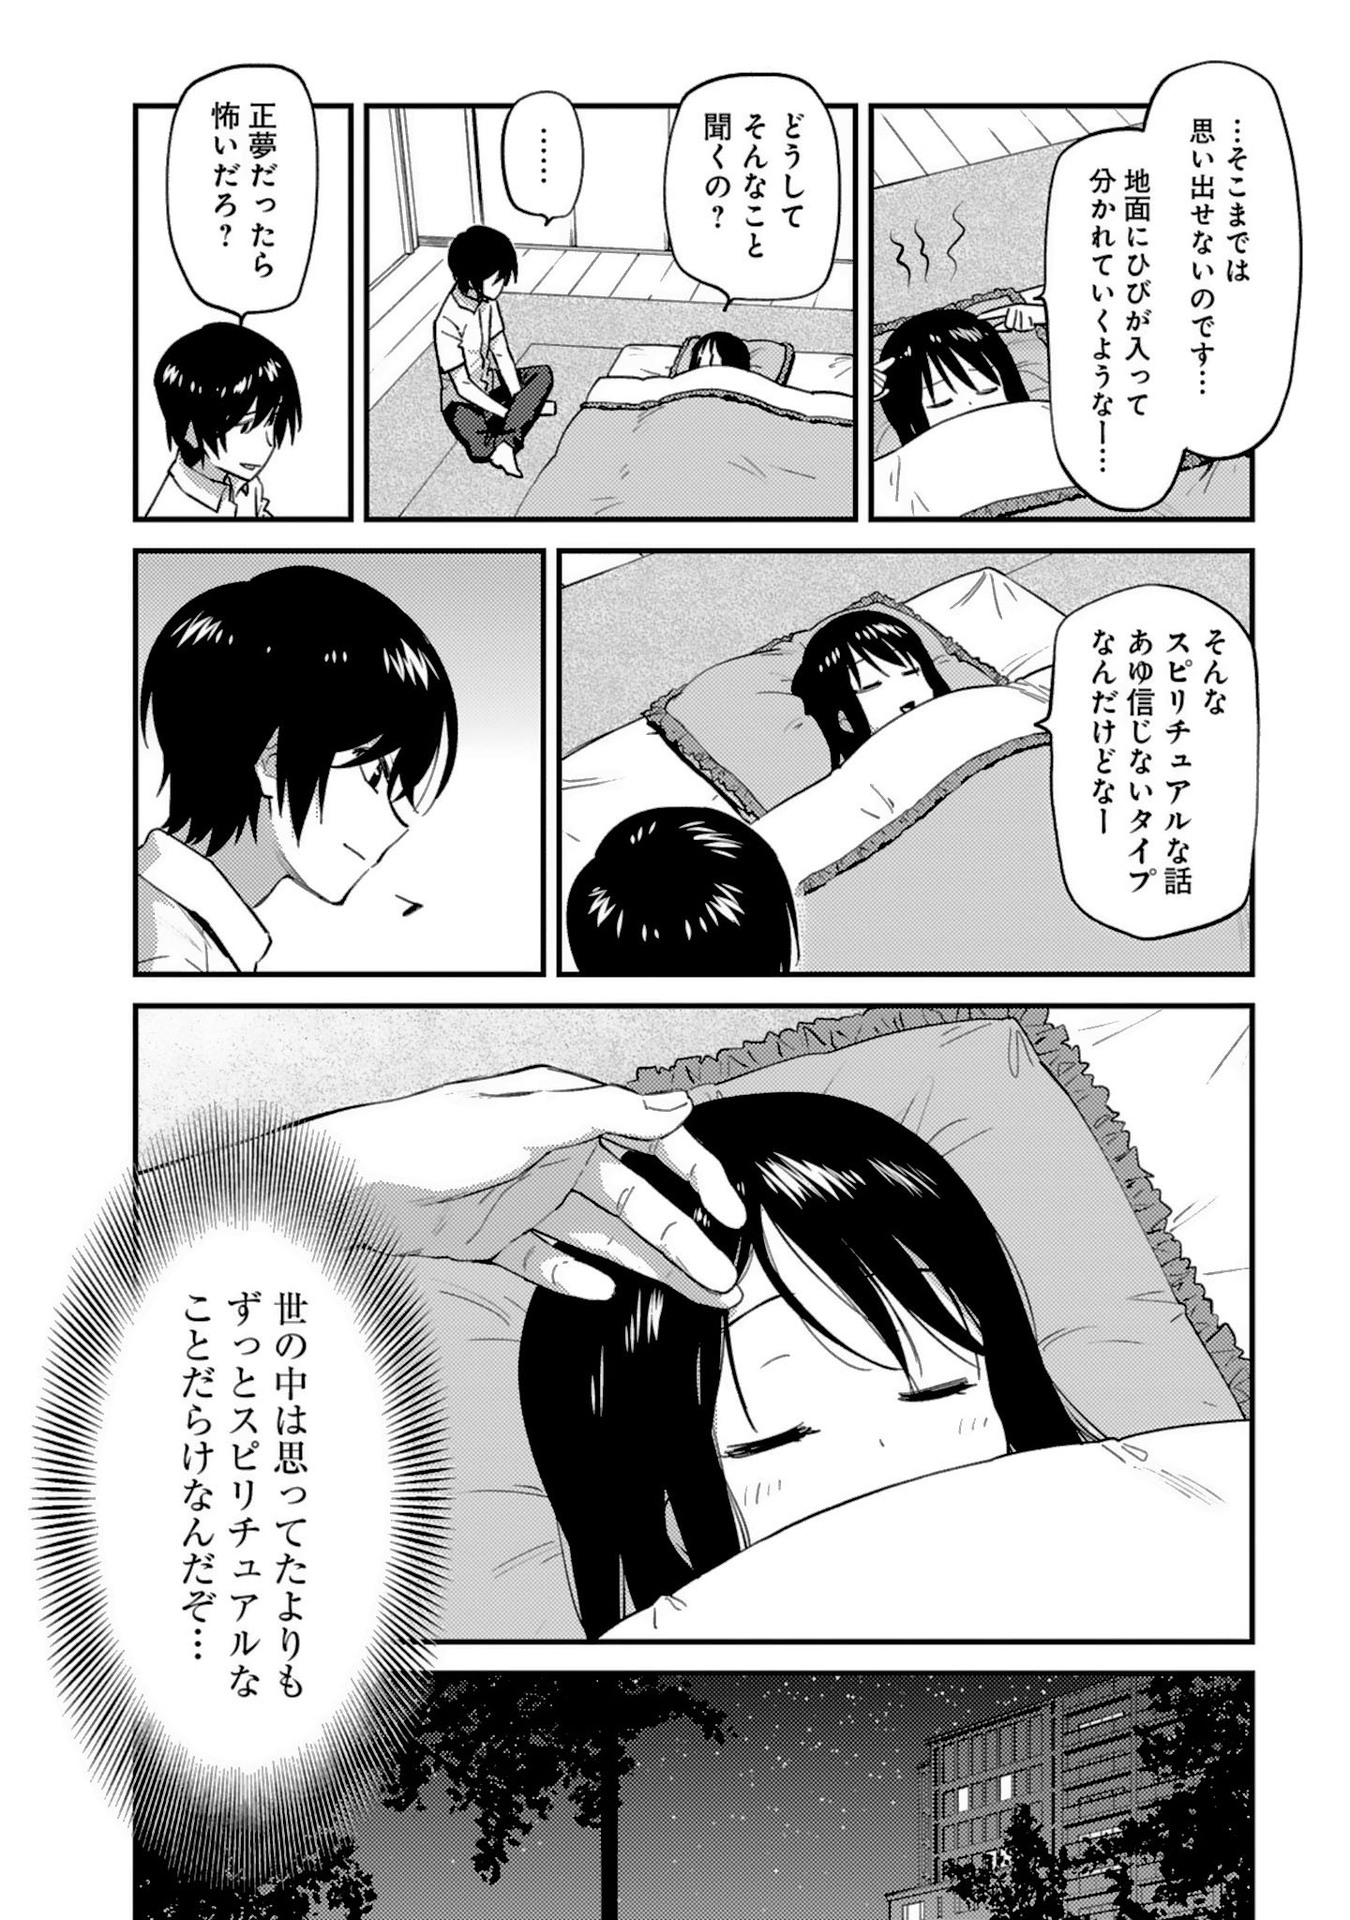 …そこまでは
思い出せないのです…
地面にひびが入って
分かれていくようなー…
どうして
そんなこと
聞くの？
……
正夢だったら
怖いだろ？
そんな
スピリチュアルな話
あゆ信じないタイプ
なんだけどなー
世の中は思ってたよりも
ずっとスピリチュアルな
ことだらけなんだぞ…